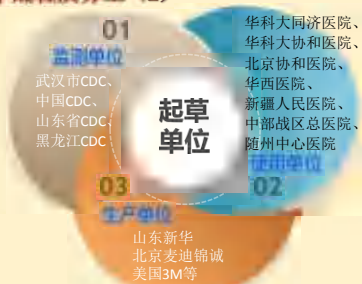 01
监测单位
武汉市CDC、
中国CDC、
山东省CDC、
黑龙江CDC
起草
单位
华科大同济医院、
华科大协和医院、
北京协和医院、
华西医院、
新疆人民医院、
中部战区总医院、
随州中心医院
使用单位
02
03
生产单位
山东新华
北京麦迪锦诚
美国3M等